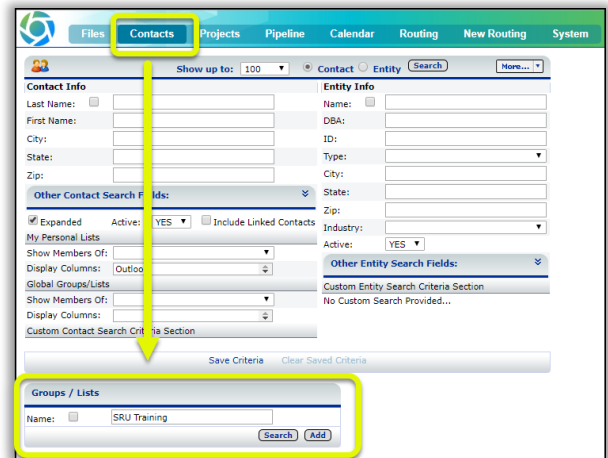 Files Contacts Projects Pipeline Calendar Routing New Routing System
Show up to: 100 Contact Entity Search More...
Contact Info
Last Name:
First Name:
City:
State:
Zip:
Other Contact Search Fields:
Expanded Active: YES Include Linked Contacts
My Personal Lists
Show Members Of:
Display Columns: Outloo
Global Groups/Lists
Show Members Of:
Display Columns:
Custom Contact Search Criteria Section
Entity Info
Name:
DBA:
ID:
Type:
City:
State:
Zip:
Industry:
Active: YES
Other Entity Search Fields:
Custom Entity Search Criteria Section
No Custom Search Provided...
Save Criteria Clear Saved Criteria
Groups / Lists
Name: SRU Training
Search Add